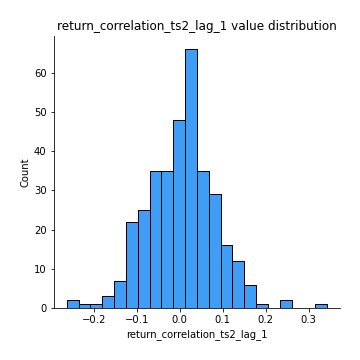 return_correlation_ts2_lag_1 value distribution
Count
60
50
40
30
20
10
0
−0.2 −0.1 0.0 0.1 0.2 0.3
return_correlation_ts2_lag_1